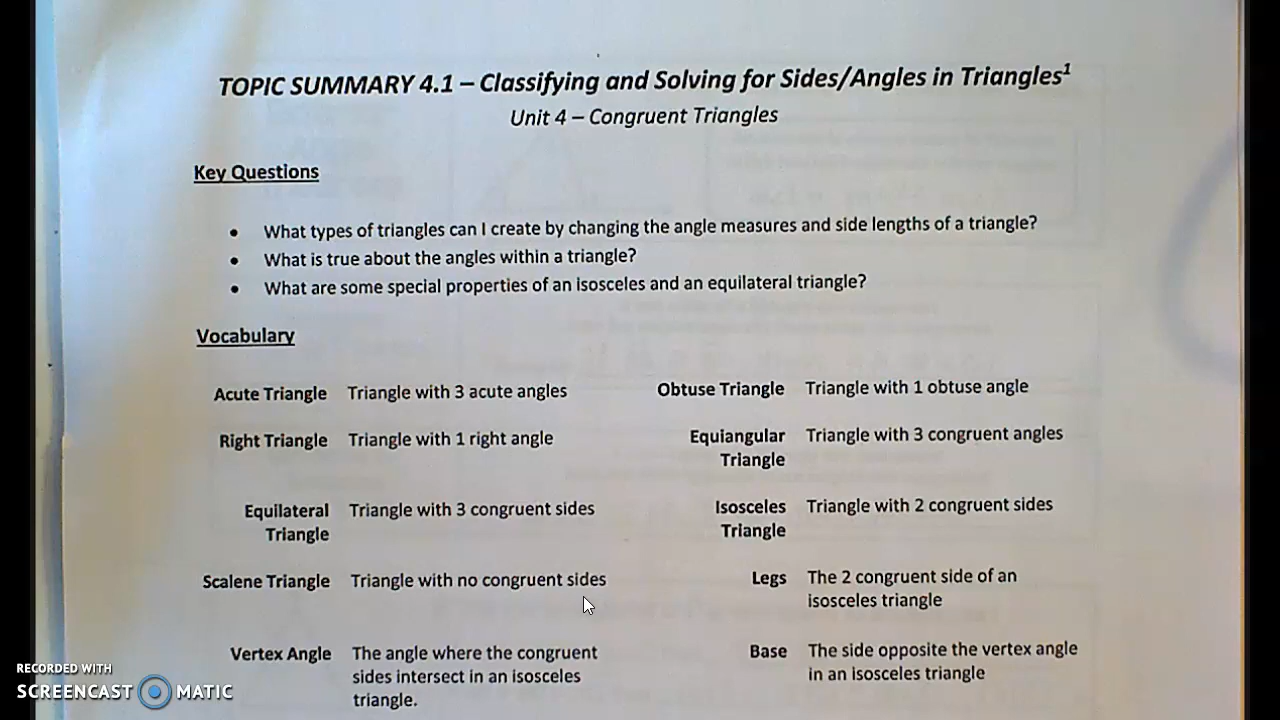 TOPIC SUMMARY 4.1 – Classifying and Solving for Sides/Angles in Triangles¹
Unit 4 – Congruent Triangles
Key Questions
• What types of triangles can I create by changing the angle measures and side lengths of a triangle?
• What is true about the angles within a triangle?
• What are some special properties of an isosceles and an equilateral triangle?
Vocabulary
Acute Triangle Triangle with 3 acute angles
Obtuse Triangle Triangle with 1 obtuse angle
Right Triangle Triangle with 1 right angle
Equiangular Triangle with 3 congruent angles
Triangle
Equilateral Triangle with 3 congruent sides
Triangle
Isosceles Triangle with 2 congruent sides
Triangle
Scalene Triangle Triangle with no congruent sides
Legs The 2 congruent side of an
isosceles triangle
Vertex Angle The angle where the congruent
sides intersect in an isosceles
triangle.
Base The side opposite the vertex angle
in an isosceles triangle
RECORDED WITH
SCREENCAST MATIC